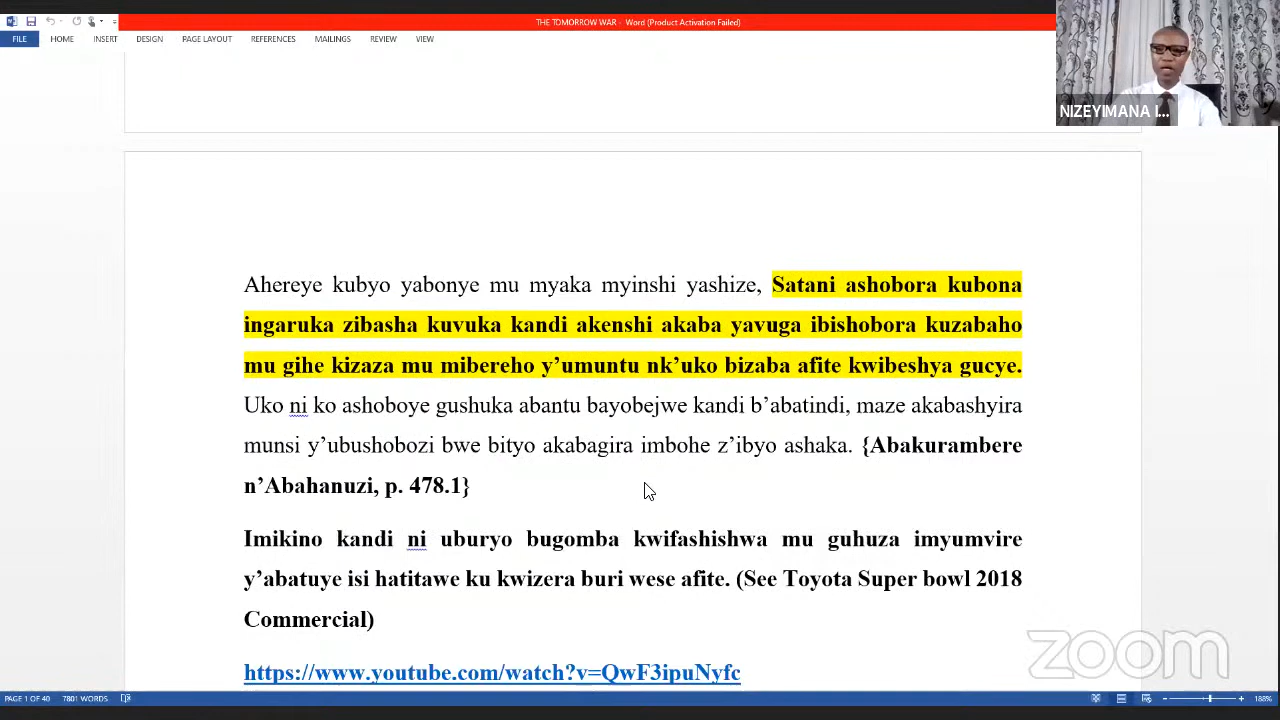 THE TOMORROW WAR - Word (Product Activation Failed)
FILE HOME INSERT DESIGN PAGE LAYOUT REFERENCES MAILINGS REVIEW VIEW
NIZEYIMANA I...
Ahereye kubyo yabonye mu myaka myinshi yashize, Satani ashobora kubona
ingaruka zibasha kuvuka kandi akenshi akaba yavuga ibishobora kuzabaho
mu gihe kizaza mu mibereho y’umuntu nk’uko bizaba afite kwibeshya gucye.
Uko ni ko ashoboye gushuka abantu bayobejwe kandi b’abatindi, maze akabashyira
munsi y’ubushobozi bwe bityo akabagira imbohe z’ibyo ashaka. {Abakurambere
n’Abahanuzi, p. 478.1}
Imikino kandi ni uburyo bugomba kwifashishwa mu guhuza imyumvire
y’abatuye isi hatitawe ku kwizera buri wese afite. (See Toyota Super bowl 2018
Commercial)
https://www.youtube.com/watch?v=QwF3ipuNyfc
zoom
PAGE 1 OF 40 7801 WORDS 188%